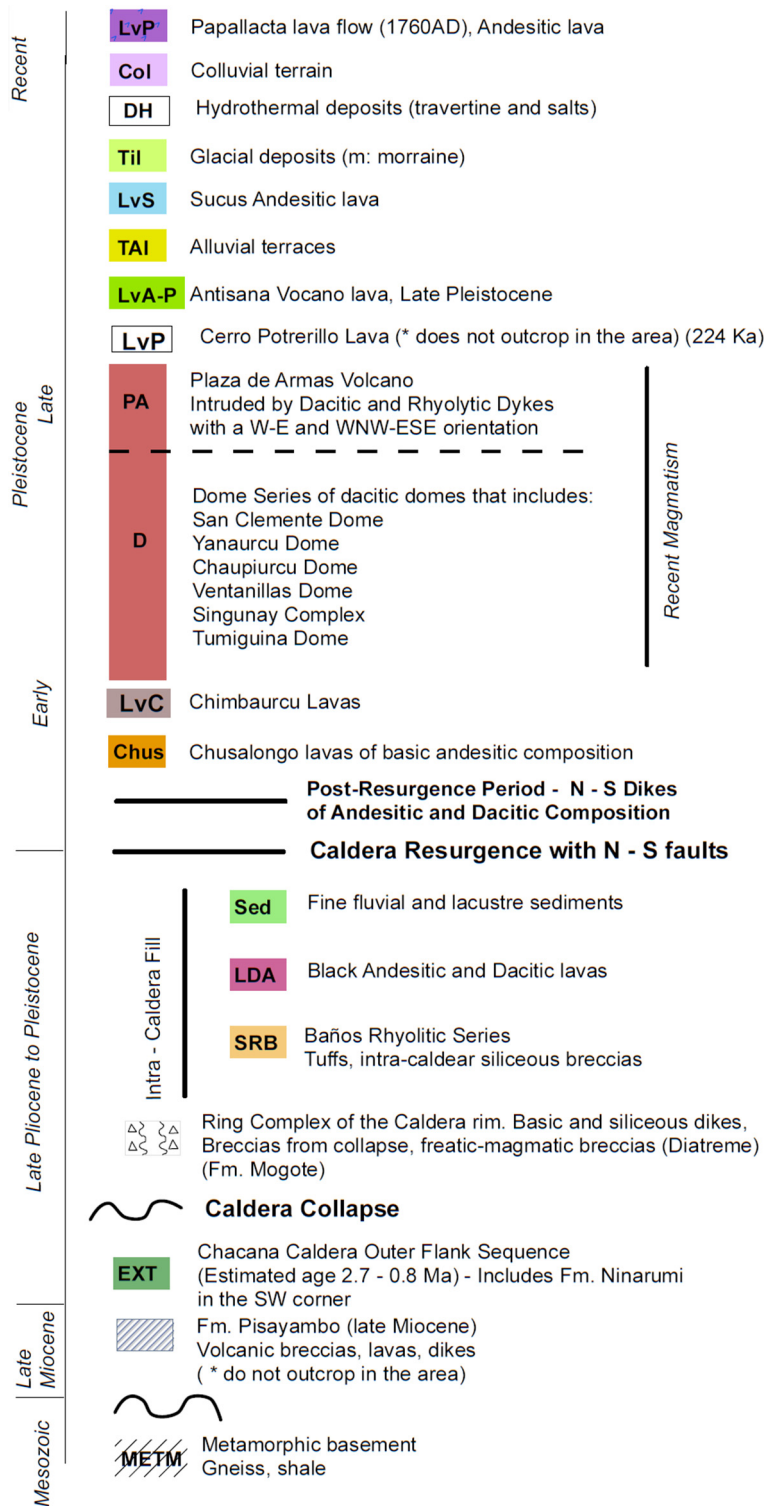 Recent
LvP Papallacta lava flow (1760AD), Andesitic lava
Col Colluvial terrain
DH Hydrothermal deposits (travertine and salts)
Til Glacial deposits (m: morraine)
LvS Sucus Andesitic lava
TAl Alluvial terraces
LvA-P Antisana Vocano lava, Late Pleistocene
LvP Cerro Potrerillo Lava (* does not outcrop in the area) (224 Ka)
Pleistocene
Late
PA
Plaza de Armas Volcano
Intruded by Dacitic and Rhyolytic Dykes
with a W-E and WNW-ESE orientation
Recent Magmatism
D
Dome Series of dacitic domes that includes:
San Clemente Dome
Yanaurcu Dome
Chaupiurcu Dome
Ventanillas Dome
Singunay Complex
Tumiguina Dome
Early
LvC Chimbaurcu Lavas
Chus Chusalongo lavas of basic andesitic composition
Post-Resurgence Period - N - S Dikes
of Andesitic and Dacitic Composition
Caldera Resurgence with N - S faults
Late Pliocene to Pleistocene
Intra - Caldera Fill
Sed Fine fluvial and lacustre sediments
LDA Black Andesitic and Dacitic lavas
SRB
Baños Rhyolitic Series
Tuffs, intra-caldear siliceous breccias
Ring Complex of the Caldera rim. Basic and siliceous dikes,
Breccias from collapse, freatic-magmatic breccias (Diatreme)
(Fm. Mogote)
Caldera Collapse
EXT
Chacana Caldera Outer Flank Sequence
(Estimated age 2.7 - 0.8 Ma) - Includes Fm. Ninarumi
in the SW corner
Late
Miocene
Fm. Pisayambo (late Miocene)
Volcanic breccias, lavas, dikes
( * do not outcrop in the area)
Mesozoic
METM
Metamorphic basement
Gneiss, shale